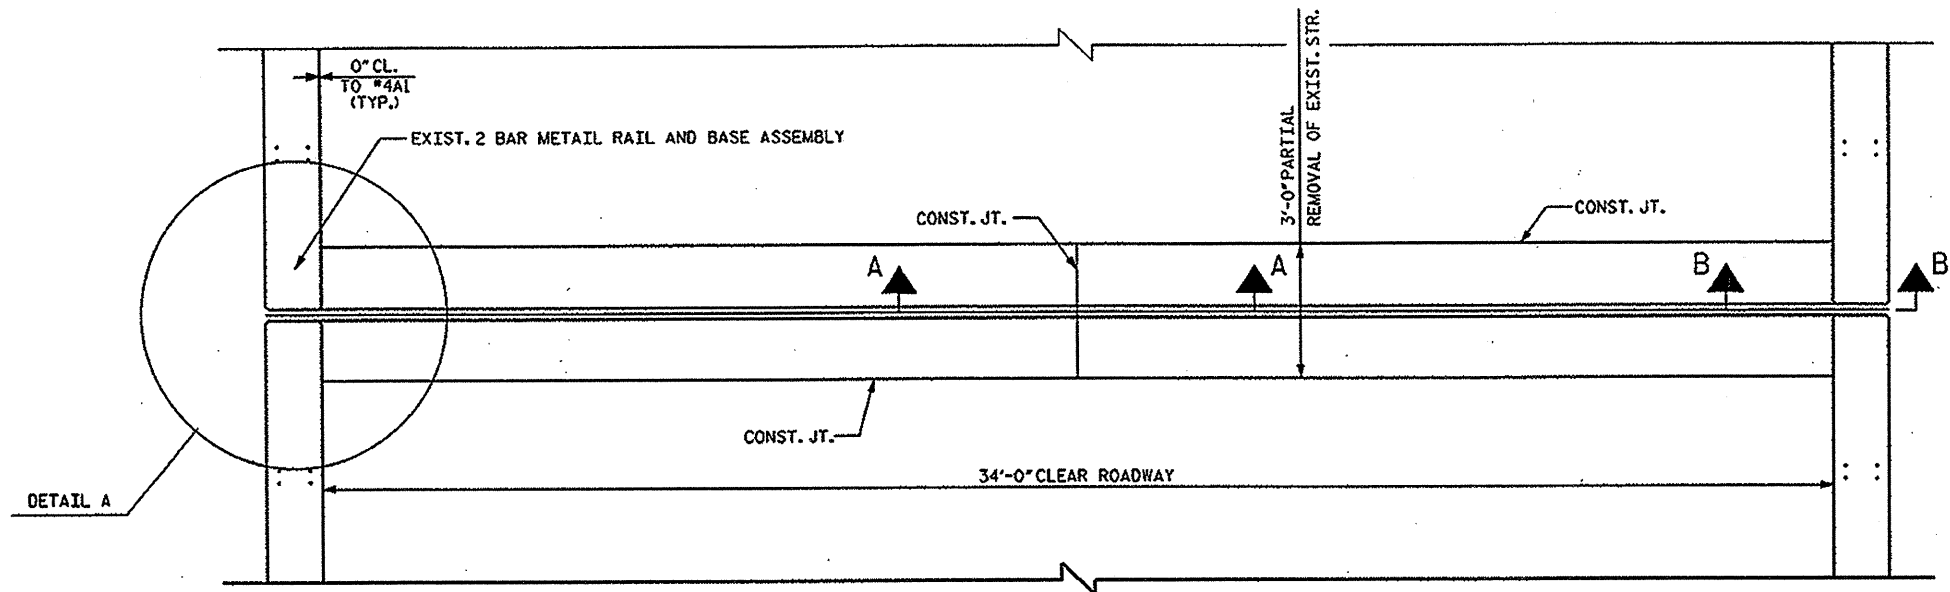 0" CL.
TO #4A1
(TYP.)
EXIST. 2 BAR METAIL RAIL AND BASE ASSEMBLY
3'-0" PARTIAL
REMOVAL OF EXIST. STR.
CONST. JT.
CONST. JT.
A
A
B
B
CONST. JT.
34'-0" CLEAR ROADWAY
DETAIL A